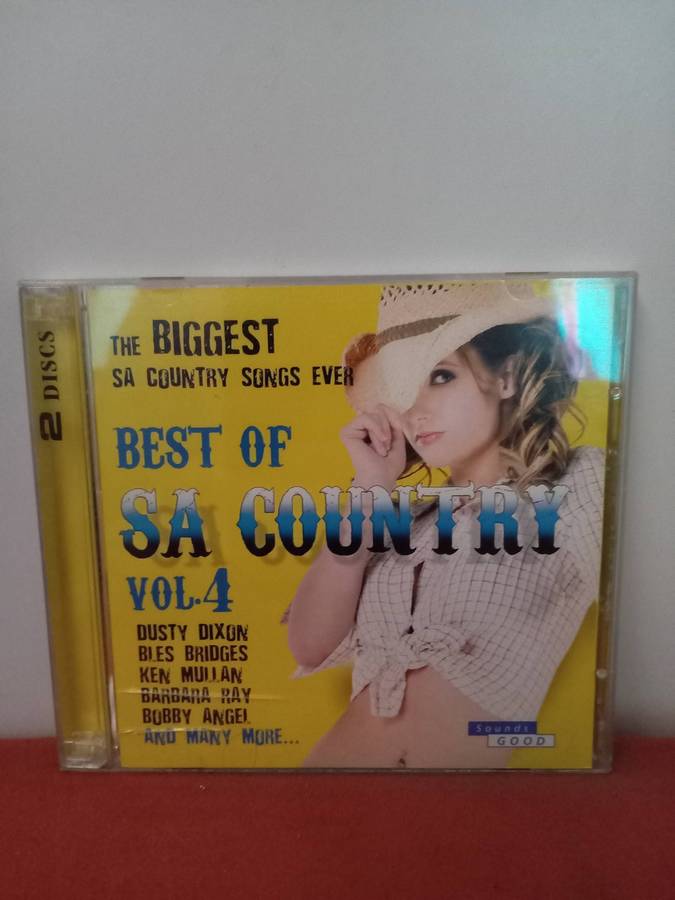 2 DISCS
THE BIGGEST
SA COUNTRY SONGS EVER
BEST OF
SA COUNTRY
VOL.4
DUSTY DIXON
BLES BRIDGES
KEN MULLAN
BARBARA RAY
BOBBY ANGEL
AND MANY MORE...
Sounds
GOOD